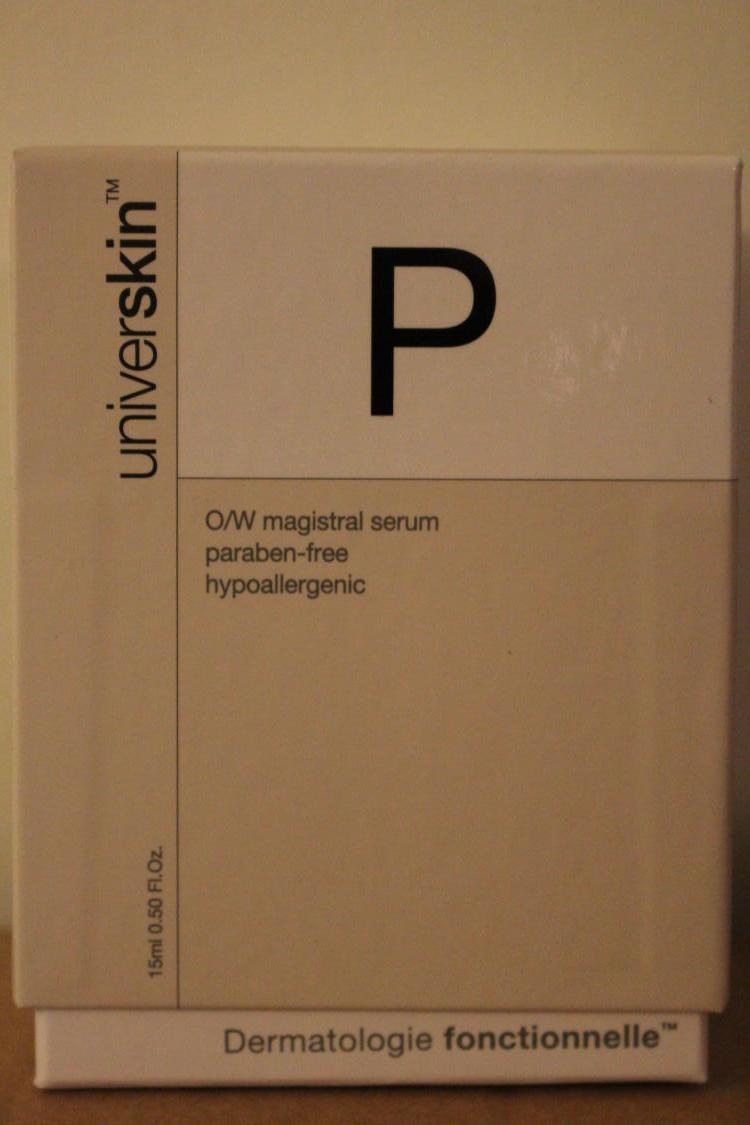 universkin™
P
O/W magistral serum
paraben-free
hypoallergenic
15ml 0.50 Fl.Oz.
Dermatologie fonctionnelle™